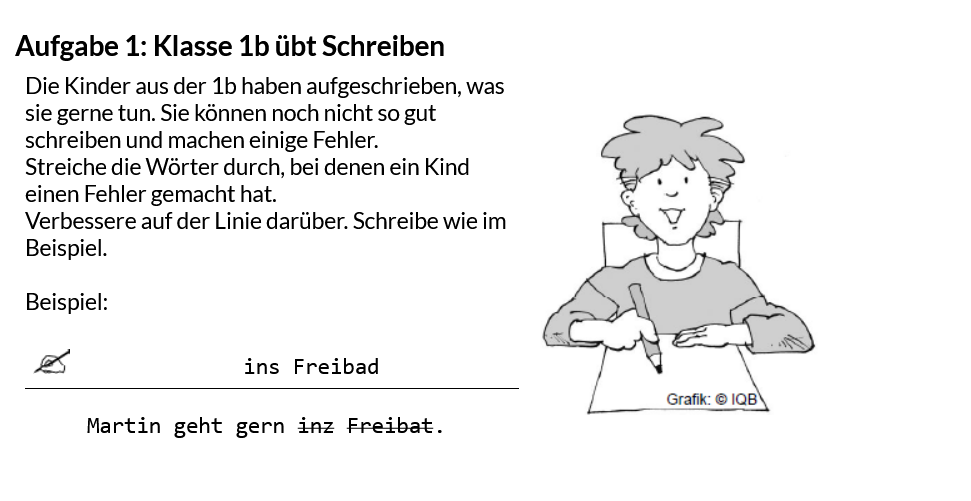 Aufgabe 1: Klasse 1b übt Schreiben
Die Kinder aus der 1b haben aufgeschrieben, was
sie gerne tun. Sie können noch nicht so gut
schreiben und machen einige Fehler.
Streiche die Wörter durch, bei denen ein Kind
einen Fehler gemacht hat.
Verbessere auf der Linie darüber. Schreibe wie im
Beispiel.
Beispiel:
ins Freibad
Martin geht gern inz Freibat.
Grafik: © IQB